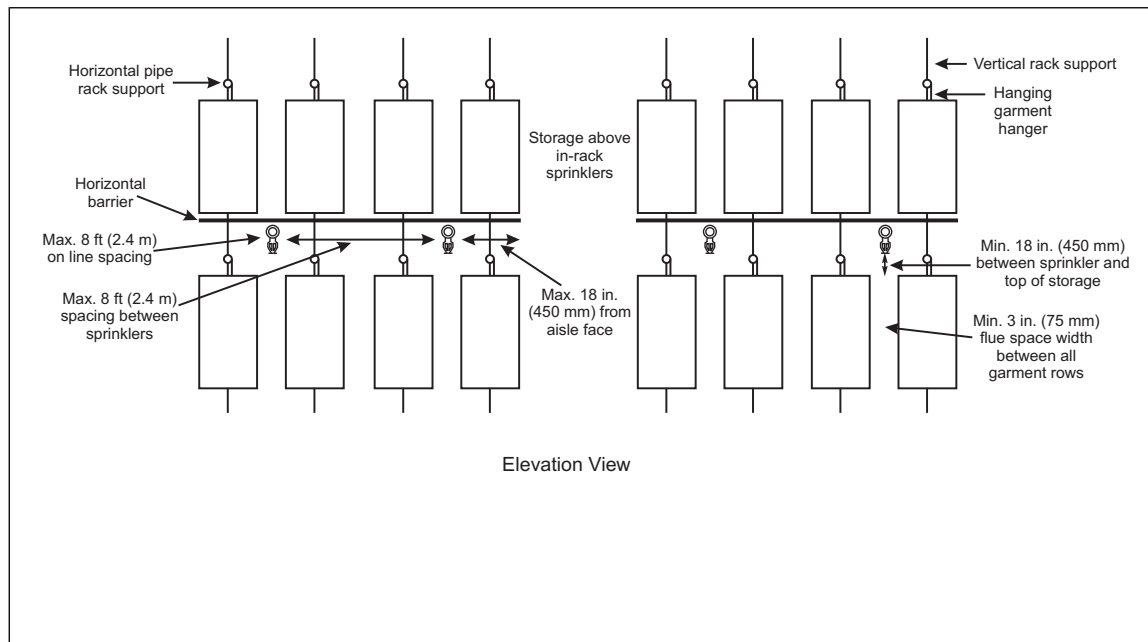 Horizontal pipe
rack support
Vertical rack support
Hanging
garment
hanger
Storage above
in-rack
sprinklers
Horizontal
barrier
Max. 8 ft (2.4 m)
on line spacing
Max. 8 ft (2.4 m)
spacing between
sprinklers
Max. 18 in.
(450 mm) from
aisle face
Min. 18 in. (450 mm)
between sprinkler and
top of storage
Min. 3 in. (75 mm)
flue space width
between all
garment rows
Elevation View